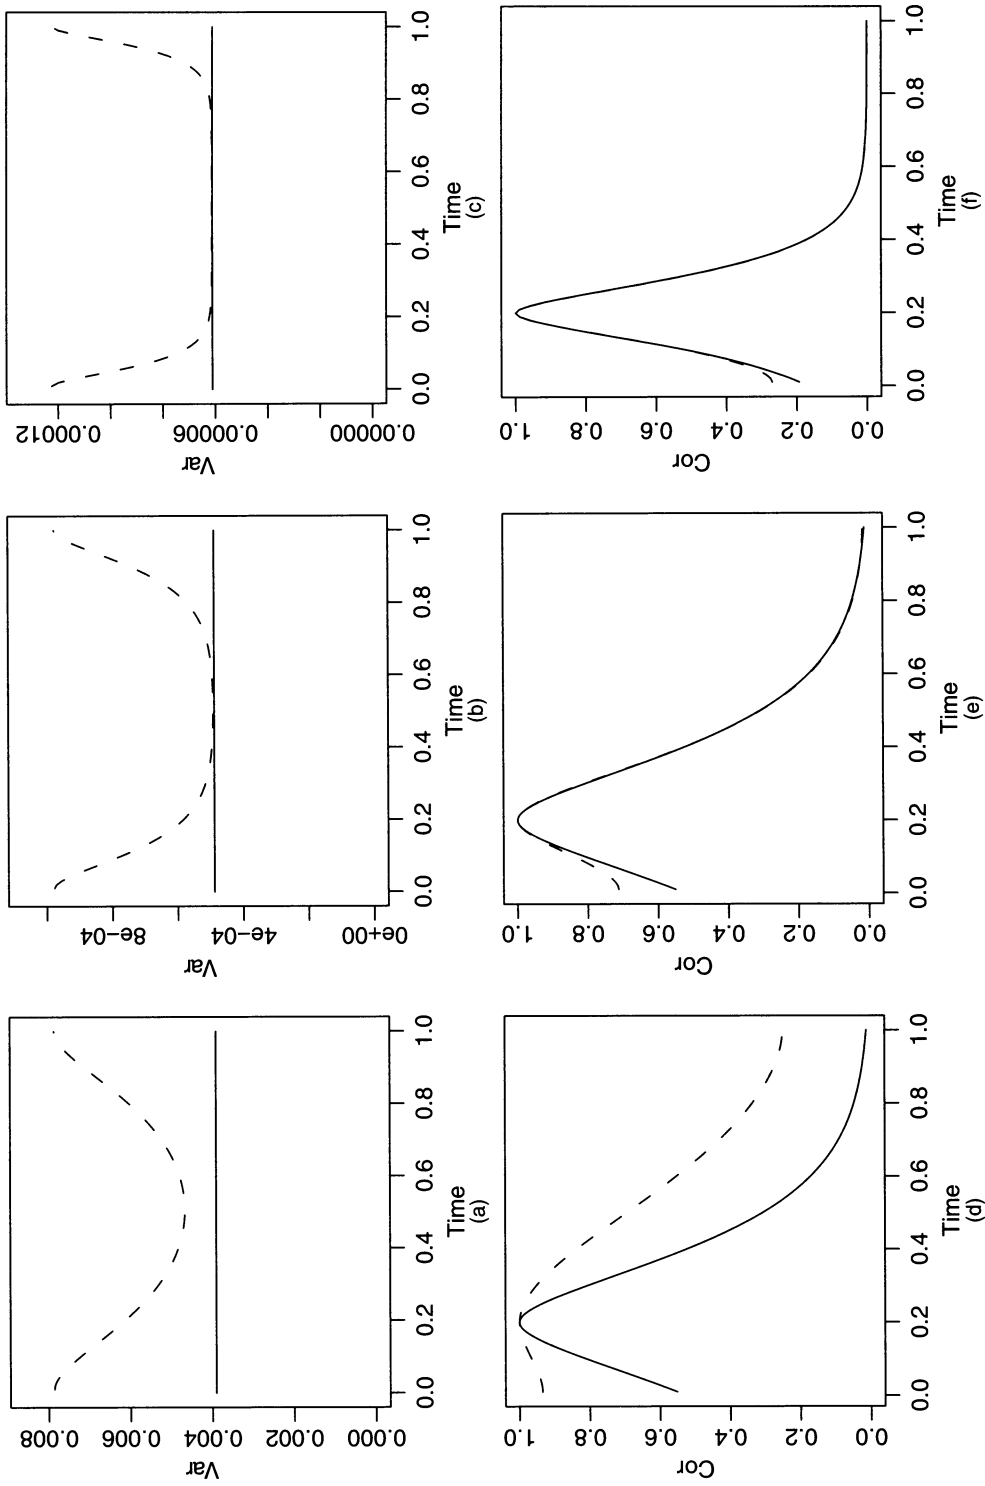 Var
0.008
0.006
0.004
0.002
0.000
0.0 0.2 0.4 0.6 0.8 1.0
Time
(a)
Var
8e-04
4e-04
0e+00
0.0 0.2 0.4 0.6 0.8 1.0
Time
(b)
Var
0.00012
0.00006
0.00000
0.0 0.2 0.4 0.6 0.8 1.0
Time
(c)
Cor
1.0
0.8
0.6
0.4
0.2
0.0
0.0 0.2 0.4 0.6 0.8 1.0
Time
(d)
Cor
1.0
0.8
0.6
0.4
0.2
0.0
0.0 0.2 0.4 0.6 0.8 1.0
Time
(e)
Cor
1.0
0.8
0.6
0.4
0.2
0.0
0.0 0.2 0.4 0.6 0.8 1.0
Time
(f)